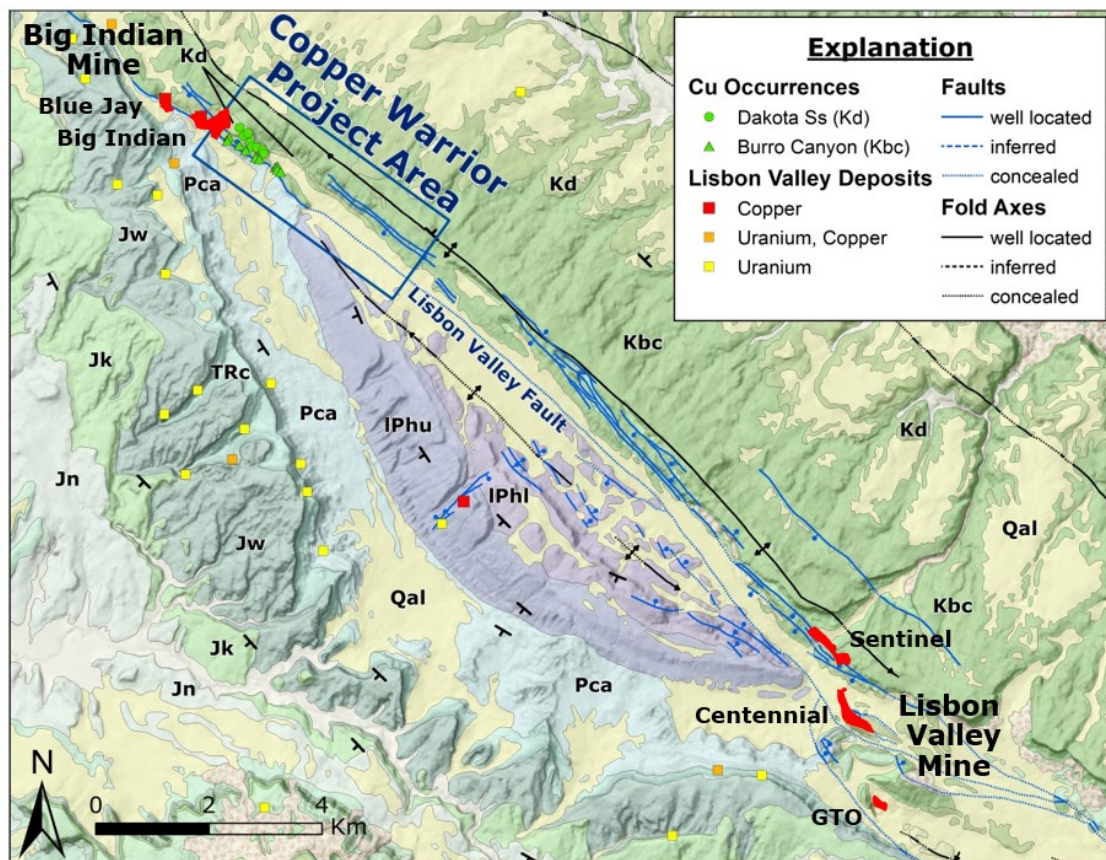 Big Indian
Mine
Kd
Blue Jay
Big Indian
Copper Warrior
Project Area
Explanation
Cu Occurrences
Dakota Ss (Kd)
Burro Canyon (Kbc)
Lisbon Valley Deposits
Copper
Uranium, Copper
Uranium
Faults
well located
inferred
concealed
Fold Axes
well located
inferred
concealed
Pca
Kd
Jw
Lisbon Valley Fault
Kbc
Jk
TRc
Pca
lPhu
Kd
Jn
lPhl
Qal
Jw
Qal
Kbc
Jk
Sentinel
Jn
Pca
Centennial
Lisbon
Valley
Mine
GTO
N
0 2 4
Km